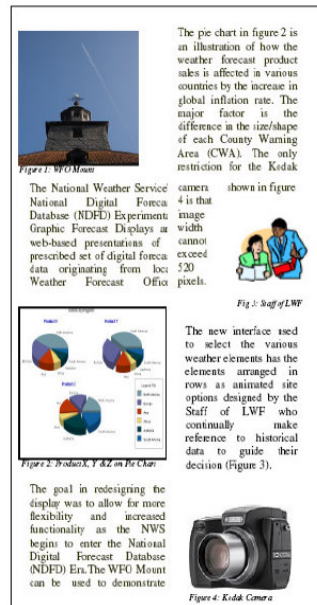 The pie chart in figure 2 is
an illustration of how the
weather forecast product
sales is affected in various
countries by the increase in
global inflation rate. The
major factor is the
difference in the size/shape
of each County Warning
Area (CWA). The only
restriction for the Kodak
Figure 1: WFO Mount
The National Weather Service'
National Digital Foreca
Database (NDFD) Experimenta
Graphic Forecast Displays ar
web-based presentations of
prescribed set of digital foreca
data originating from loca
Weather Forecast Office
camera shown in figure
4 is that
image
width
cannot
exceed
520
pixels.
Fig 3: Staff of LWF
Figure 2: Product X, Y & Z on Pie Chart
The new interface used
to select the various
weather elements has the
elements arranged in
rows as animated site
options designed by the
Staff of LWF who
continually make
reference to historical
data to guide their
decision (Figure 3).
The goal in redesigning the
display was to allow for more
flexibility and increased
functionality as the NWS
begins to enter the National
Digital Forecast Database
(NDFD) Era. The WFO Mount
can be used to demonstrate
Figure 4: Kodak Camera